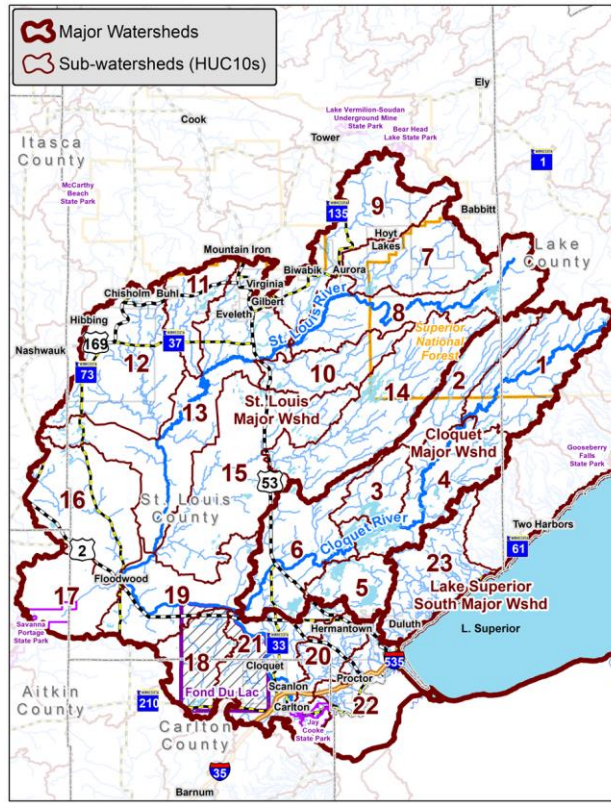 Major Watersheds
Sub-watersheds (HUC10s)
Ely
Cook
Lake Vermilion-Soudan
Underground Mine
State Park
Bear Head
Lake State Park
Tower
Itasca
County
McCarthy
Beach
State Park
MINNESOTA
1
MINNESOTA
135
9
Babbitt
Hoyt
Lakes
7
Lake
County
Mountain Iron
Biwabik
Aurora
11
Virginia
Chisholm
Buhl
Gilbert
Eveleth
Hibbing
St. Louis River
8
Superior
National
Forest
169
37
Nashwauk
12
73
10
2
1
13
St. Louis
Major Wshd
14
Cloquet
Major Wshd
Gooseberry
Falls
State Park
15
53
3
4
16
St. Louis
County
Cloquet River
6
Two Harbors
61
2
23
5
Lake Superior
South Major Wshd
Floodwood
19
17
Savanna
Portage
State Park
Hermantown
Duluth
L. Superior
21
33
20
535
18
Cloquet
Proctor
Scanlon
22
Fond Du Lac
Carlton
Aitkin
County
210
Jay
Cooke
State Park
Carlton
County
35
Barnum